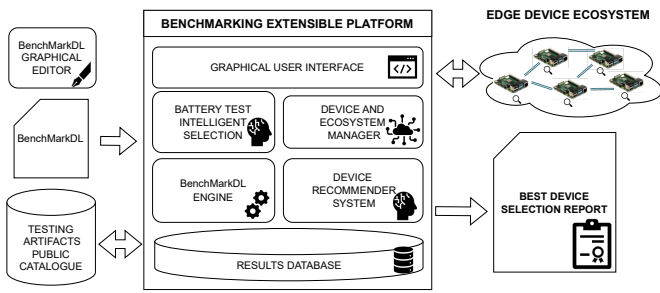 BENCHMARKING EXTENSIBLE PLATFORM
EDGE DEVICE ECOSYSTEM
BenchMarkDL
GRAPHICAL
EDITOR
GRAPHICAL USER INTERFACE
</>
BenchMarkDL
BATTERY TEST
INTELLIGENT
SELECTION
DEVICE AND
ECOSYSTEM
MANAGER
BenchMarkDL
ENGINE
DEVICE
RECOMMENDER
SYSTEM
BEST DEVICE
SELECTION REPORT
TESTING
ARTIFACTS
PUBLIC
CATALOGUE
RESULTS DATABASE